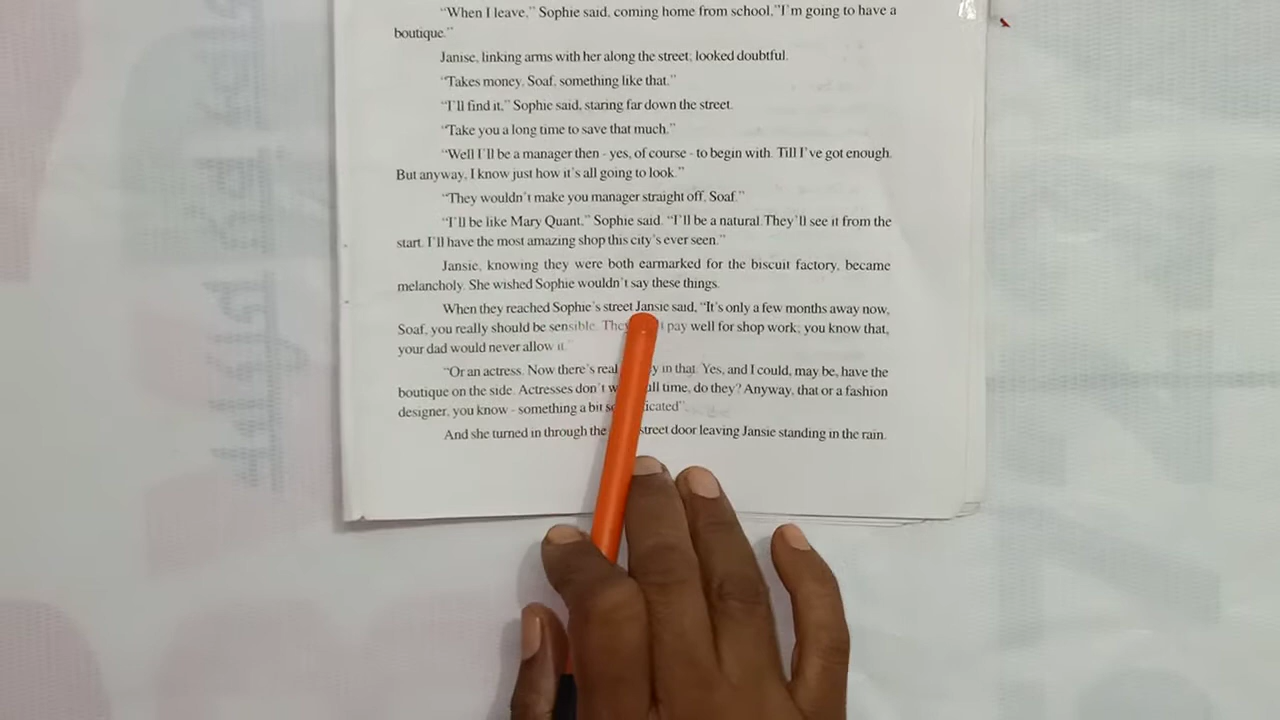 "When I leave," Sophie said, coming home from school,"I'm going to have a
boutique."
Janise, linking arms with her along the street; looked doubtful.
"Takes money, Soaf, something like that."
"I'll find it," Sophie said, staring far down the street.
"Take you a long time to save that much."
"Well I'll be a manager then - yes, of course - to begin with. Till I've got enough.
But anyway, I know just how it's all going to look."
"They wouldn't make you manager straight off, Soaf."
"I'll be like Mary Quant," Sophie said. "I'll be a natural. They'll see it from the
start. I'll have the most amazing shop this city's ever seen."
Jansie, knowing they were both earmarked for the biscuit factory, became
melancholy. She wished Sophie wouldn't say these things.
When they reached Sophie's street Jansie said, "It's only a few months away now,
Soaf, you really should be sensible. They pay well for shop work; you know that,
your dad would never allow it."
"Or an actress. Now there's real in that. Yes, and I could, may be, have the
boutique on the side. Actresses don't time, do they? Anyway, that or a fashion
designer, you know - something a bit
And she turned in through the street door leaving Jansie standing in the rain.